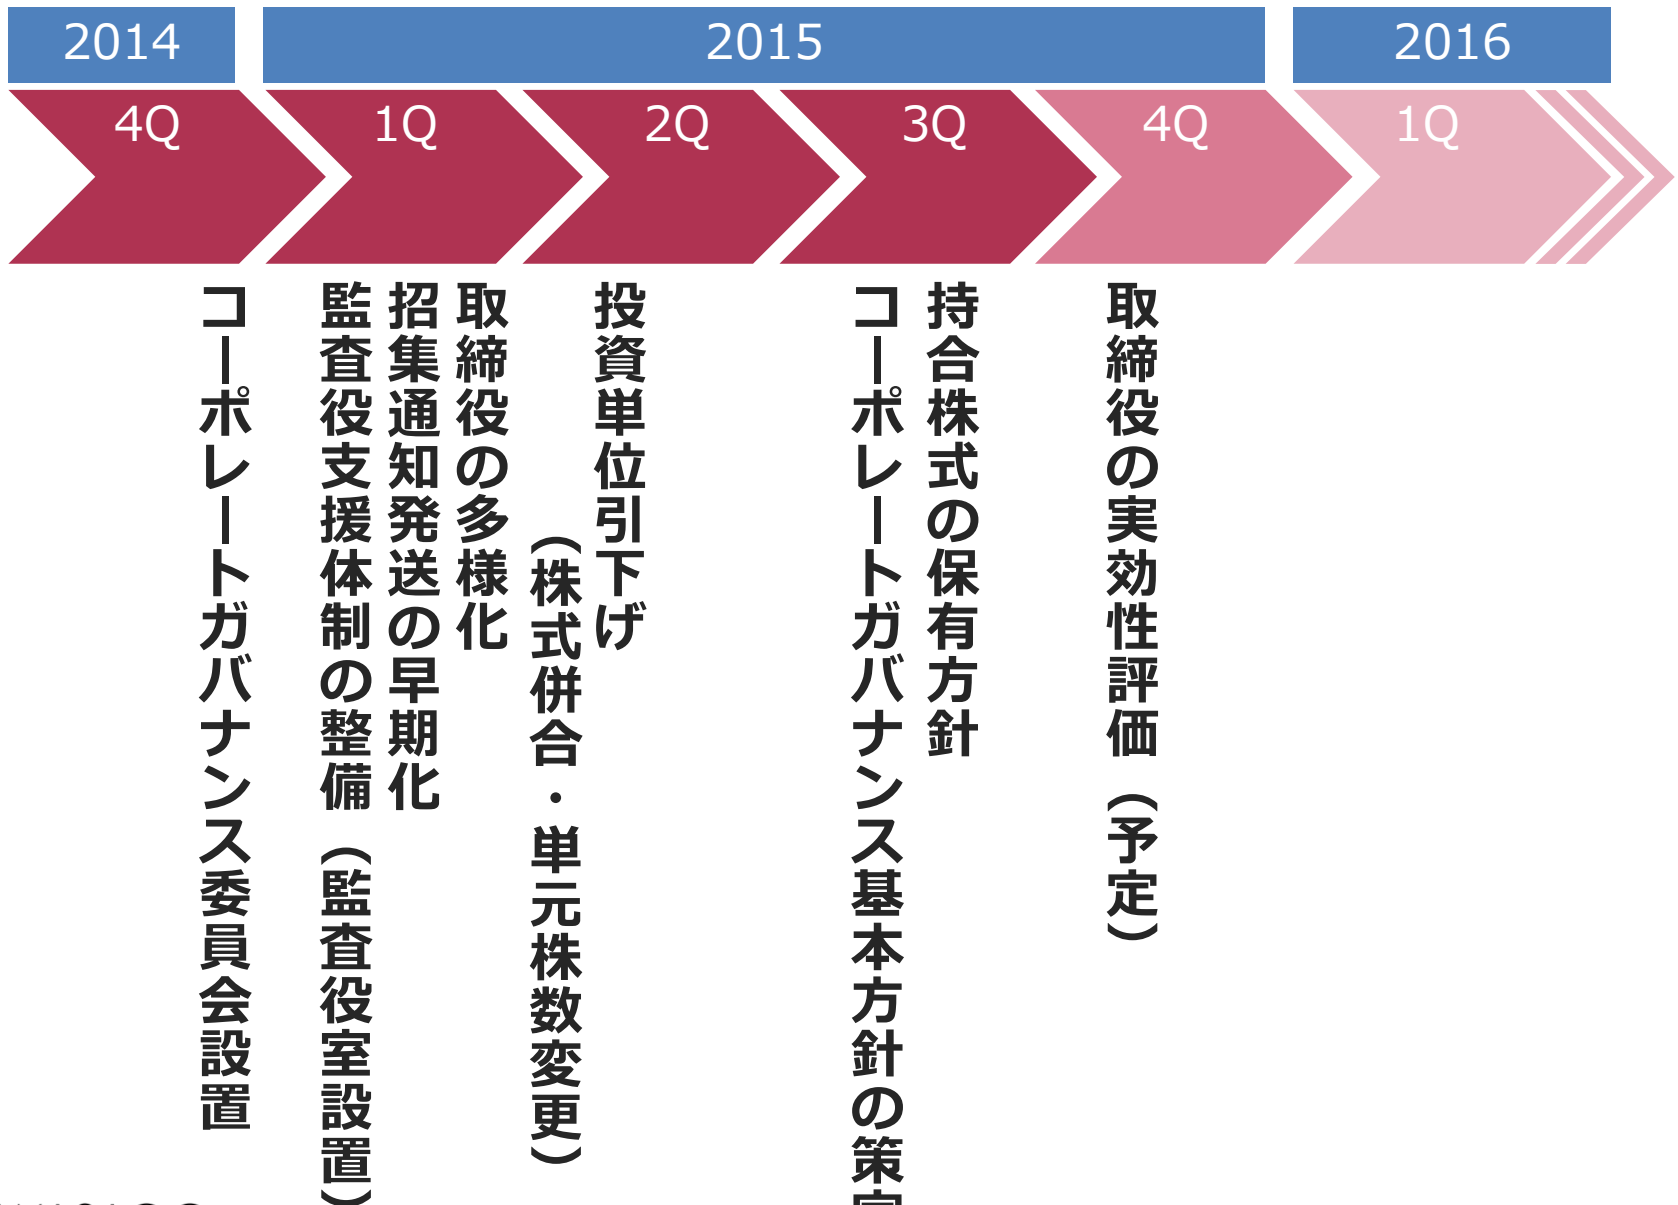 2014
2015
2016
4Q
1Q
2Q
3Q
4Q
1Q
コーポレートガバナンス委員会設置
監査役支援体制の整備（監査役室設置）
招集通知発送の早期化
取締役の多様化
投資単位引下げ
（株式併合・単元株数変更）
コーポレートガバナンス基本方針の策定
持合株式の保有方針
取締役の実効性評価（予定）